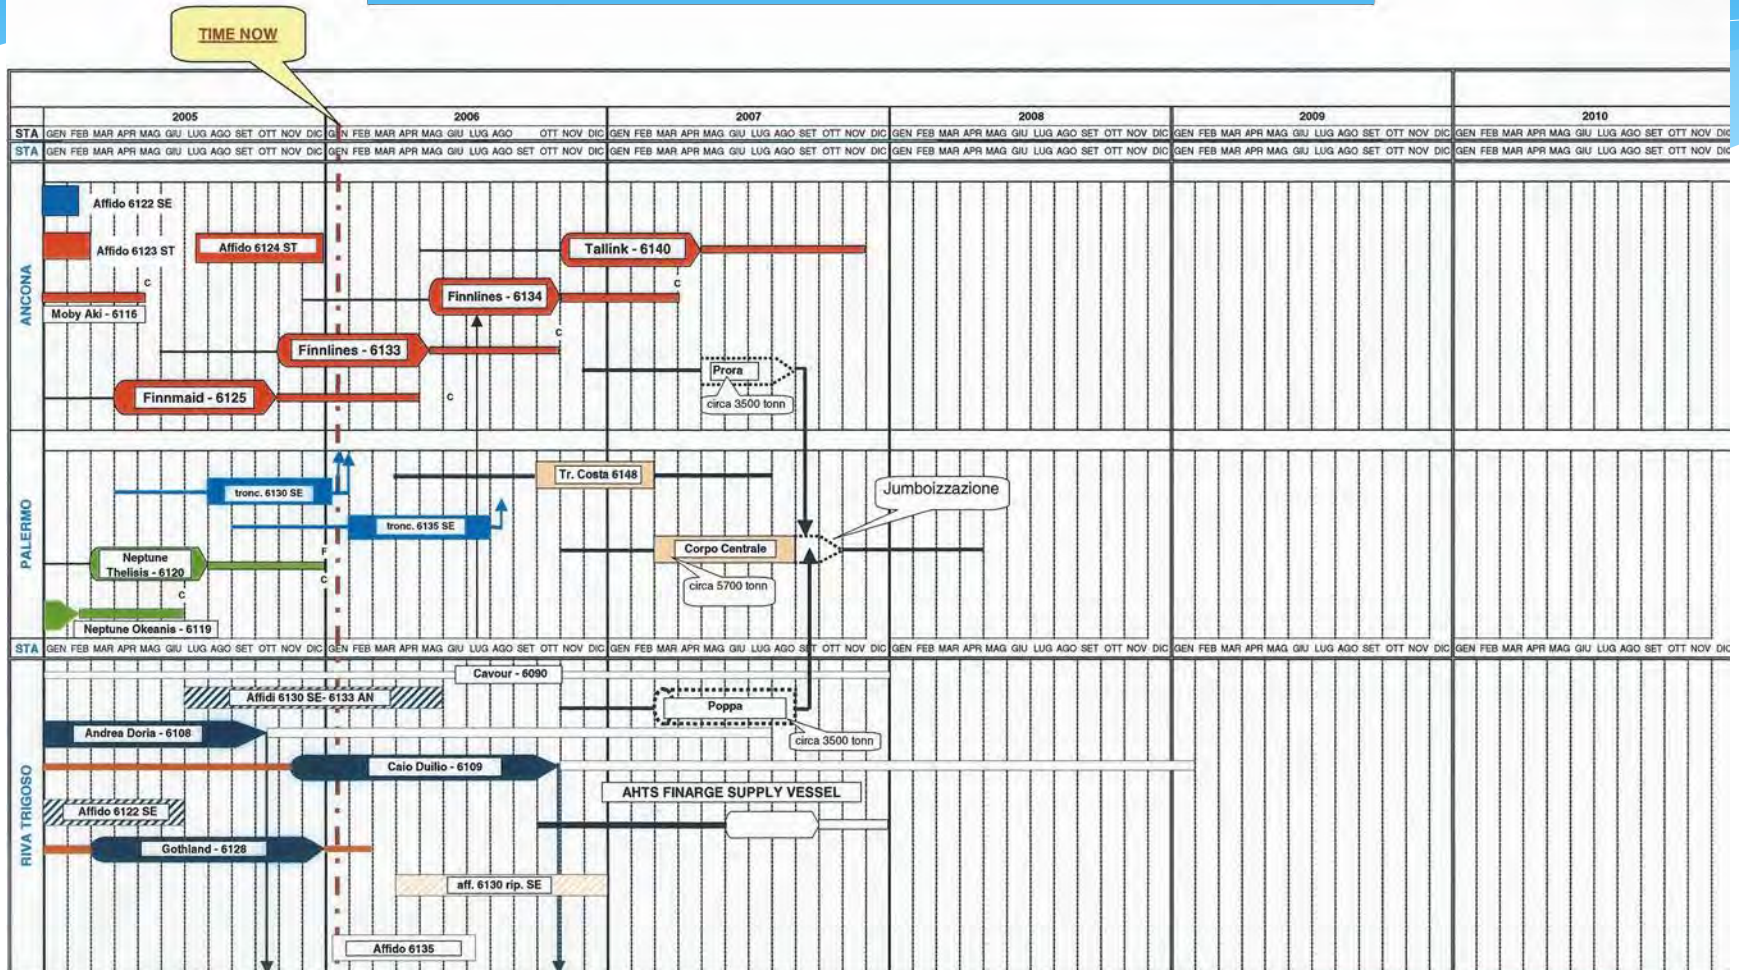 TIME NOW
2005 2006 2007 2008 2009 2010
STA GEN FEB MAR APR MAG GIU LUG AGO SET OTT NOV DIC GEN FEB MAR APR MAG GIU LUG AGO OTT NOV DIC GEN FEB MAR APR MAG GIU LUG AGO SET OTT NOV DIC GEN FEB MAR APR MAG GIU LUG AGO SET OTT NOV DIC GEN FEB MAR APR MAG GIU LUG AGO SET OTT NOV DIC GEN FEB MAR APR MAG GIU LUG AGO SET OTT NOV DIC
STA GEN FEB MAR APR MAG GIU LUG AGO SET OTT NOV DIC GEN FEB MAR APR MAG GIU LUG AGO SET OTT NOV DIC GEN FEB MAR APR MAG GIU LUG AGO SET OTT NOV DIC GEN FEB MAR APR MAG GIU LUG AGO SET OTT NOV DIC GEN FEB MAR APR MAG GIU LUG AGO SET OTT NOV DIC GEN FEB MAR APR MAG GIU LUG AGO SET OTT NOV DIC
ANCONA
Affido 6122 SE
Affido 6123 ST
Affido 6124 ST
Tallink - 6140
C
C
Finnlines - 6134
Moby Aki - 6116
C
Finnlines - 6133
Prora
Finnmaid - 6125
C
circa 3500 tonn
PALERMO
Tr. Costa 6148
Jumboizzazione
tronc. 6130 SE
tronc. 6135 SE
Corpo Centrale
F
Neptune
Thelisis - 6120
C
circa 5700 tonn
C
Neptune Okeanis - 6119
STA GEN FEB MAR APR MAG GIU LUG AGO SET OTT NOV DIC GEN FEB MAR APR MAG GIU LUG AGO SET OTT NOV DIC GEN FEB MAR APR MAG GIU LUG AGO SET OTT NOV DIC GEN FEB MAR APR MAG GIU LUG AGO SET OTT NOV DIC GEN FEB MAR APR MAG GIU LUG AGO SET OTT NOV DIC GEN FEB MAR APR MAG GIU LUG AGO SET OTT NOV DIC
RIVA TRIGOSO
Cavour - 6090
Affidi 6130 SE- 6133 AN
Poppa
Andrea Doria - 6108
circa 3500 tonn
Caio Duilio - 6109
AHTS FINARGE SUPPLY VESSEL
Affido 6122 SE
Gothland - 6128
aff. 6130 rip. SE
Affido 6135